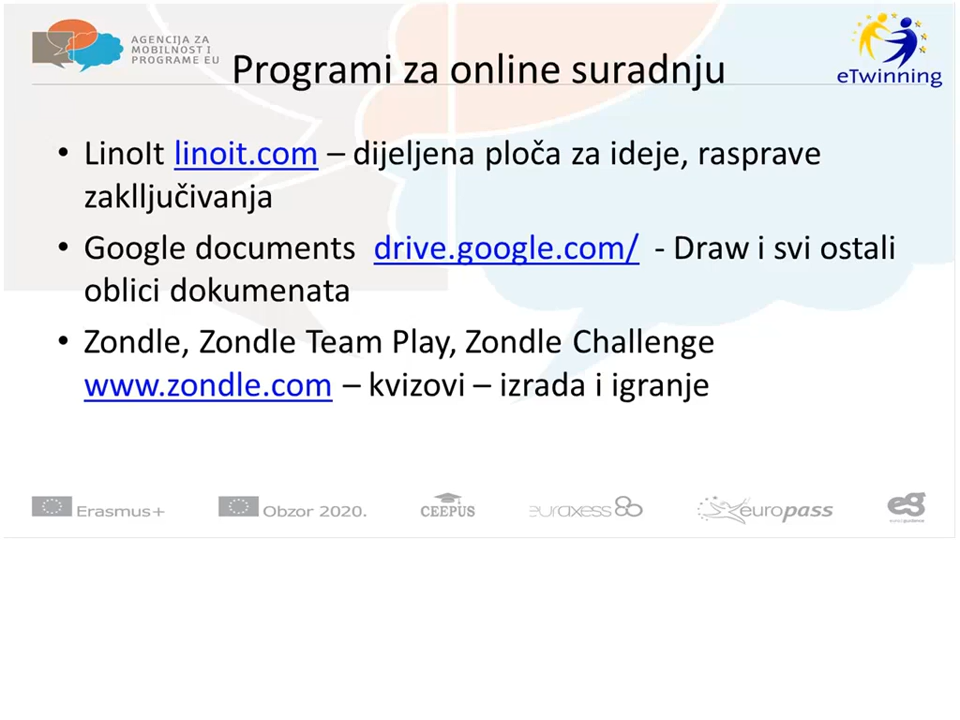 AGENCIJA ZA
MOBILNOST I
PROGRAME EU
Programi za online suradnju
eTwinning
• LinoIt linoit.com – dijeljena ploča za ideje, rasprave
zaklljučivanja
• Google documents drive.google.com/ - Draw i svi ostali
oblici dokumenata
• Zondle, Zondle Team Play, Zondle Challenge
www.zondle.com – kvizovi – izrada i igranje
Erasmus+
Obzor 2020.
CEEPUS
euraxess
europass
eg